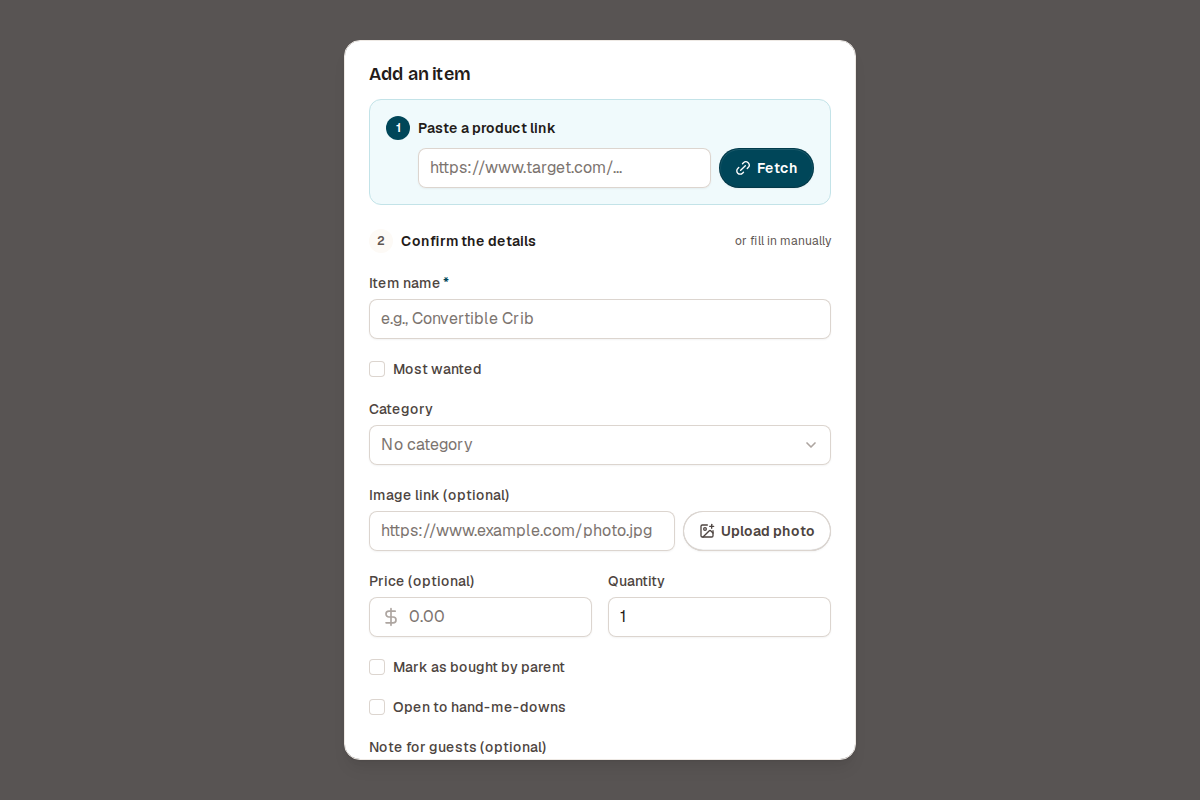 Add an item
1 Paste a product link
https://www.target.com/... Fetch
2 Confirm the details or fill in manually
Item name *
e.g., Convertible Crib
Most wanted
Category
No category
Image link (optional)
https://www.example.com/photo.jpg Upload photo
Price (optional) Quantity
$ 0.00 1
Mark as bought by parent
Open to hand-me-downs
Note for guests (optional)